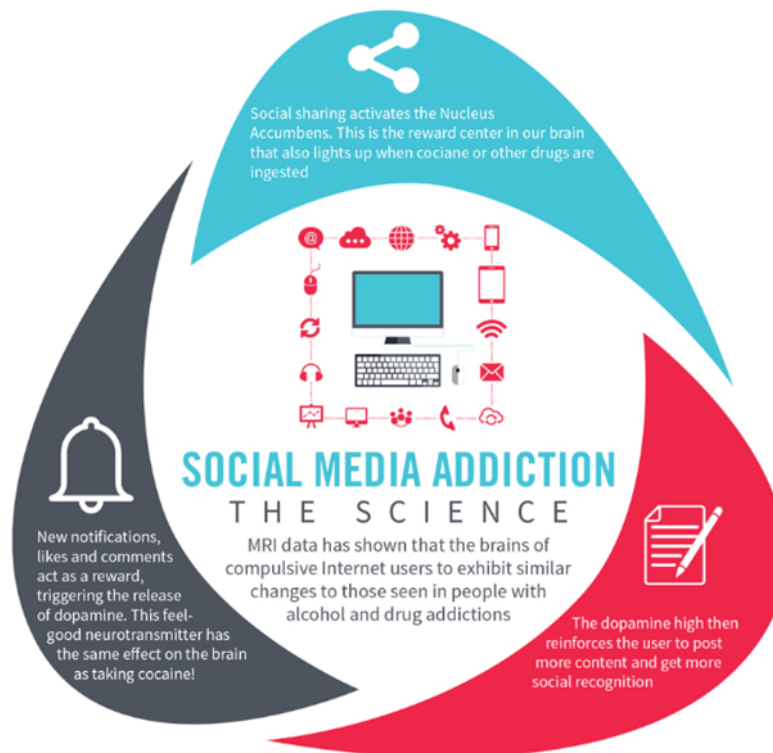 Social sharing activates the Nucleus
Accumbens. This is the reward center in our brain
that also lights up when cociane or other drugs are
ingested
@
SOCIAL MEDIA ADDICTION
THE SCIENCE
MRI data has shown that the brains of
compulsive Internet users to exhibit similar
changes to those seen in people with
alcohol and drug addictions
New notifications,
likes and comments
act as a reward,
triggering the release
of dopamine. This feel-
good neurotransmitter has
the same effect on the brain
as taking cocaine!
The dopamine high then
reinforces the user to post
more content and get more
social recognition